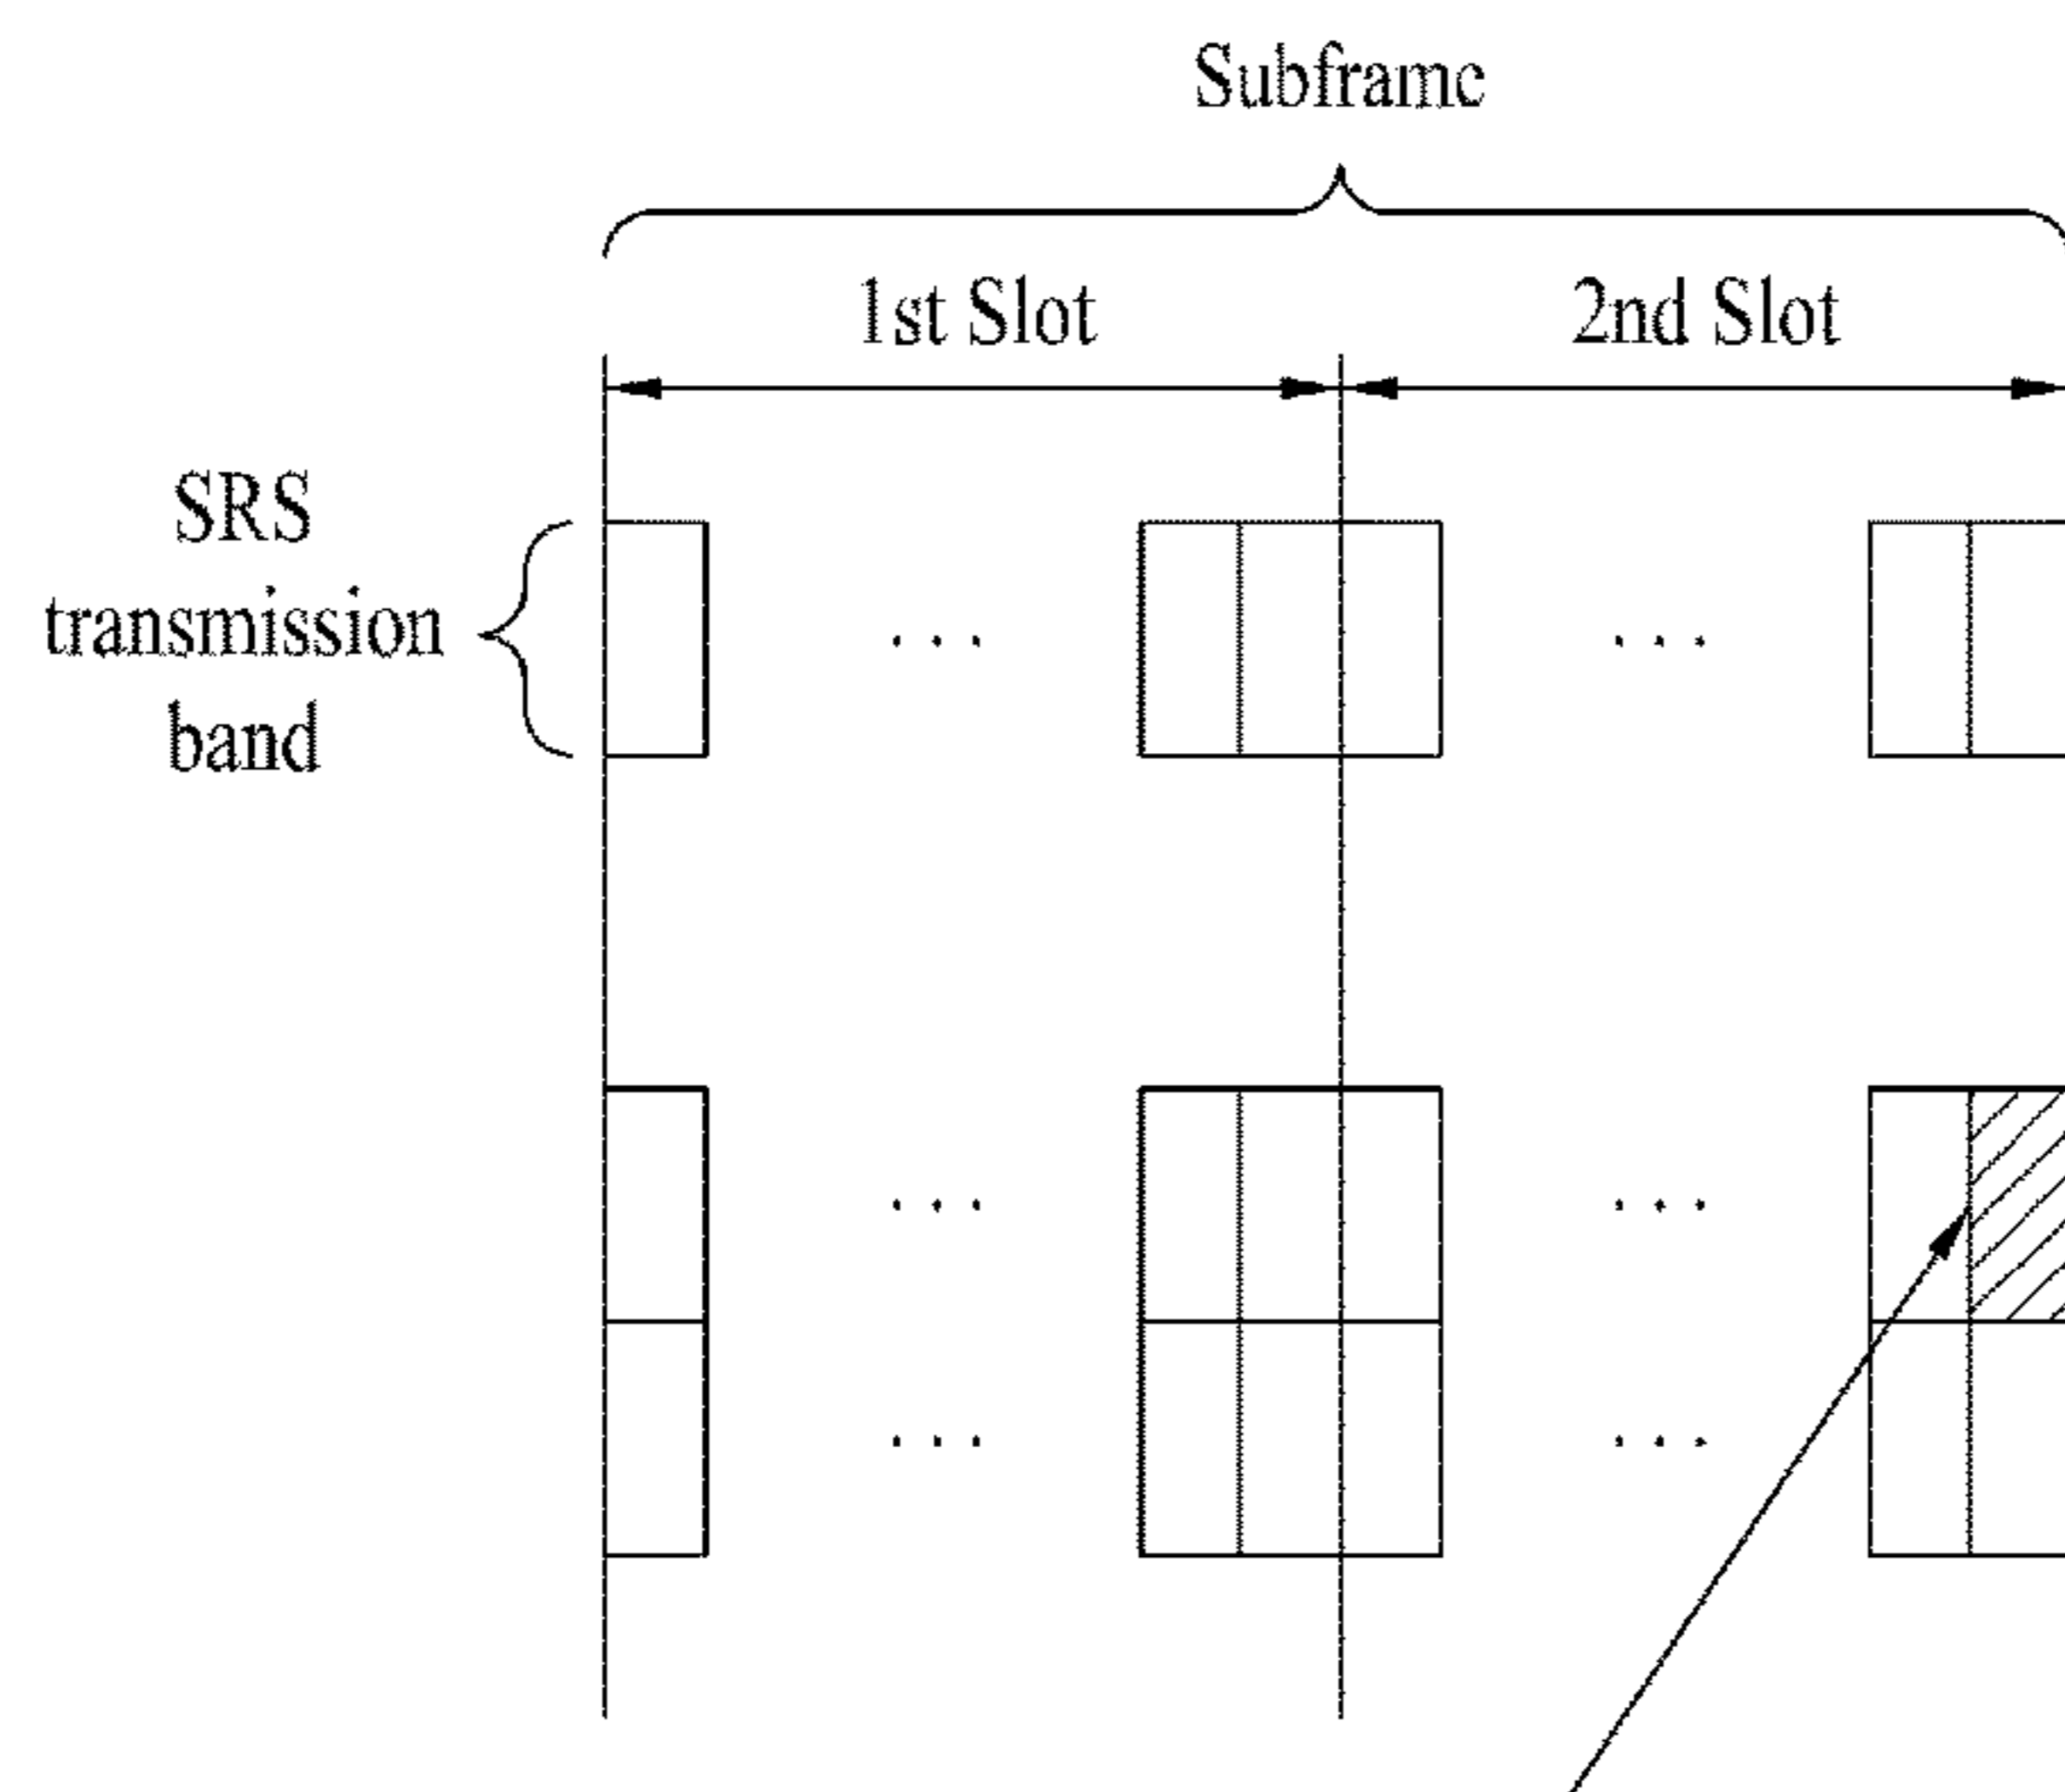 Subframe
1st Slot
2nd Slot
SRS
transmission
band